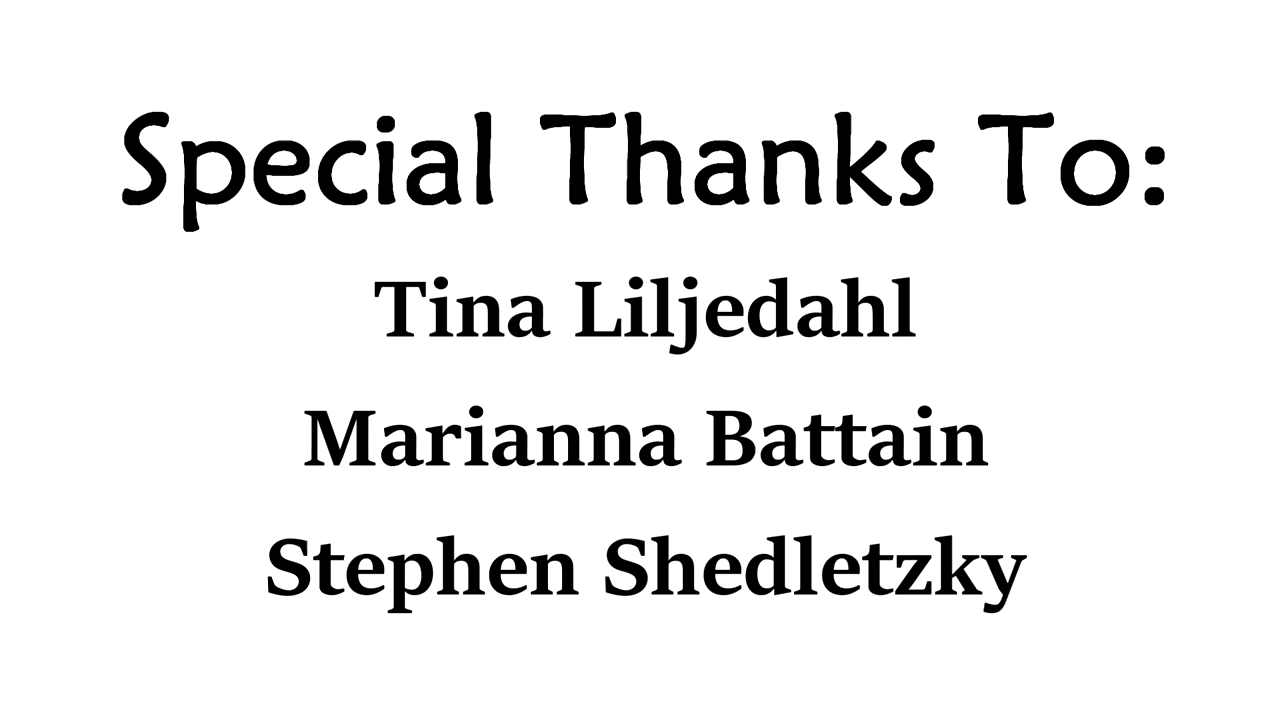 Special Thanks To:
Tina Liljedahl
Marianna Battain
Stephen Shedletzky